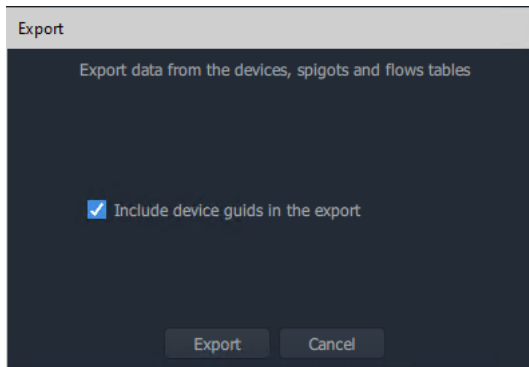 Export
Export data from the devices, spigots and flows tables
Include device guids in the export
Export
Cancel